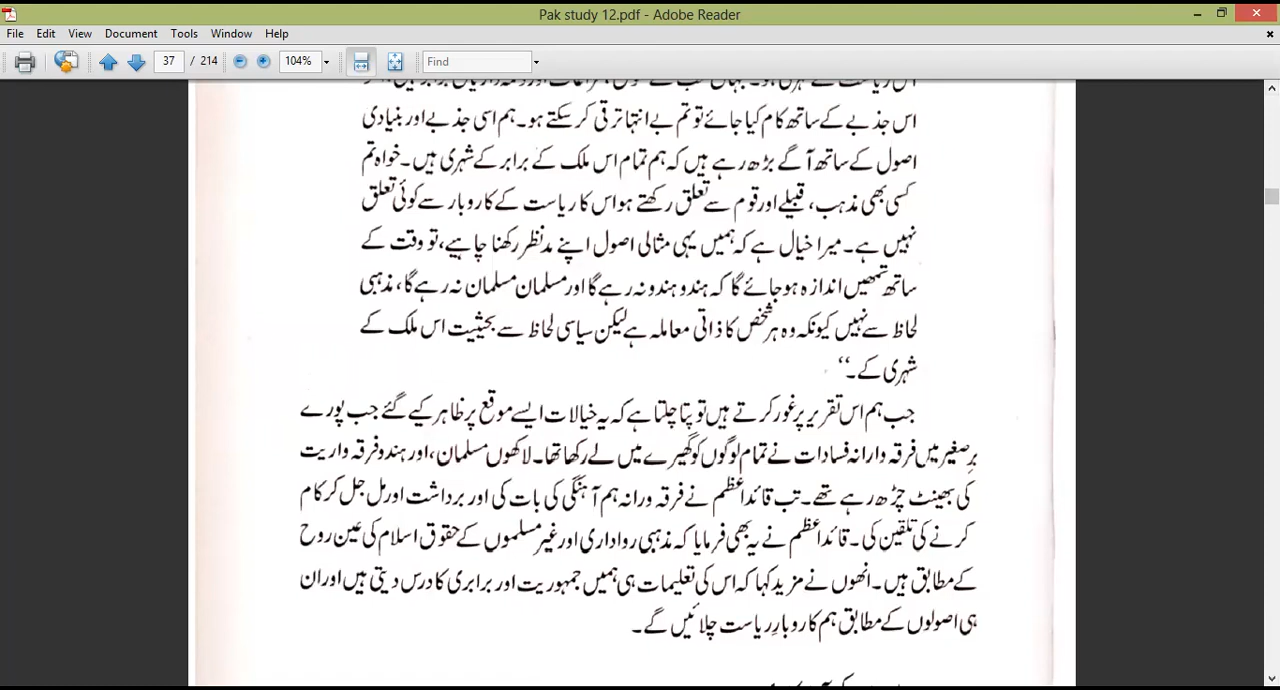 Pak study 12.pdf - Adobe Reader
File Edit View Document Tools Window Help
37 / 214 104% Find
اس جذبے کے ساتھ کام کیا جائے تو تم بے انتہا ترقی کر سکتے ہو۔ ہم اسی جذبے اور بنیادی
اصول کے ساتھ آگے بڑھ رہے ہیں کہ ہم تمام اس ملک کے برابر کے شہری ہیں۔ خواہ تم
کسی بھی مذہب، قبیلے اور قوم سے تعلق رکھتے ہو اس کا ریاست کے کاروبار سے کوئی تعلق
نہیں ہے۔ میرا خیال ہے کہ ہمیں یہی مثالی اصول اپنے مدنظر رکھنا چاہیے، تو وقت کے
ساتھ تمھیں اندازہ ہو جائے گا کہ ہندو ہندو نہ رہے گا اور مسلمان مسلمان نہ رہے گا، مذہبی
لحاظ سے نہیں کیونکہ وہ ہر شخص کا ذاتی معاملہ ہے لیکن سیاسی لحاظ سے بحیثیت اس ملک کے
شہری کے۔‘‘
جب ہم اس تقریر پر غور کرتے ہیں تو پتا چلتا ہے کہ یہ خیالات ایسے موقع پر ظاہر کیے گئے جب پورے
برِصغیر میں فرقہ وارانہ فسادات نے تمام لوگوں کو گھیرے میں لے رکھا تھا۔ لاکھوں مسلمان، اور ہندو فرقہ واریت
کی بھینٹ چڑھ رہے تھے۔ تب قائداعظم نے فرقہ ورانہ ہم آہنگی کی بات کی اور برداشت اور مل جل کر کام
کرنے کی تلقین کی۔ قائداعظم نے یہ بھی فرمایا کہ مذہبی رواداری اور غیر مسلموں کے حقوق اسلام کی عین روح
کے مطابق ہیں۔ انھوں نے مزید کہا کہ اس کی تعلیمات ہی ہمیں جمہوریت اور برابری کا درس دیتی ہیں اور ان
ہی اصولوں کے مطابق ہم کاروبارِ ریاست چلائیں گے۔